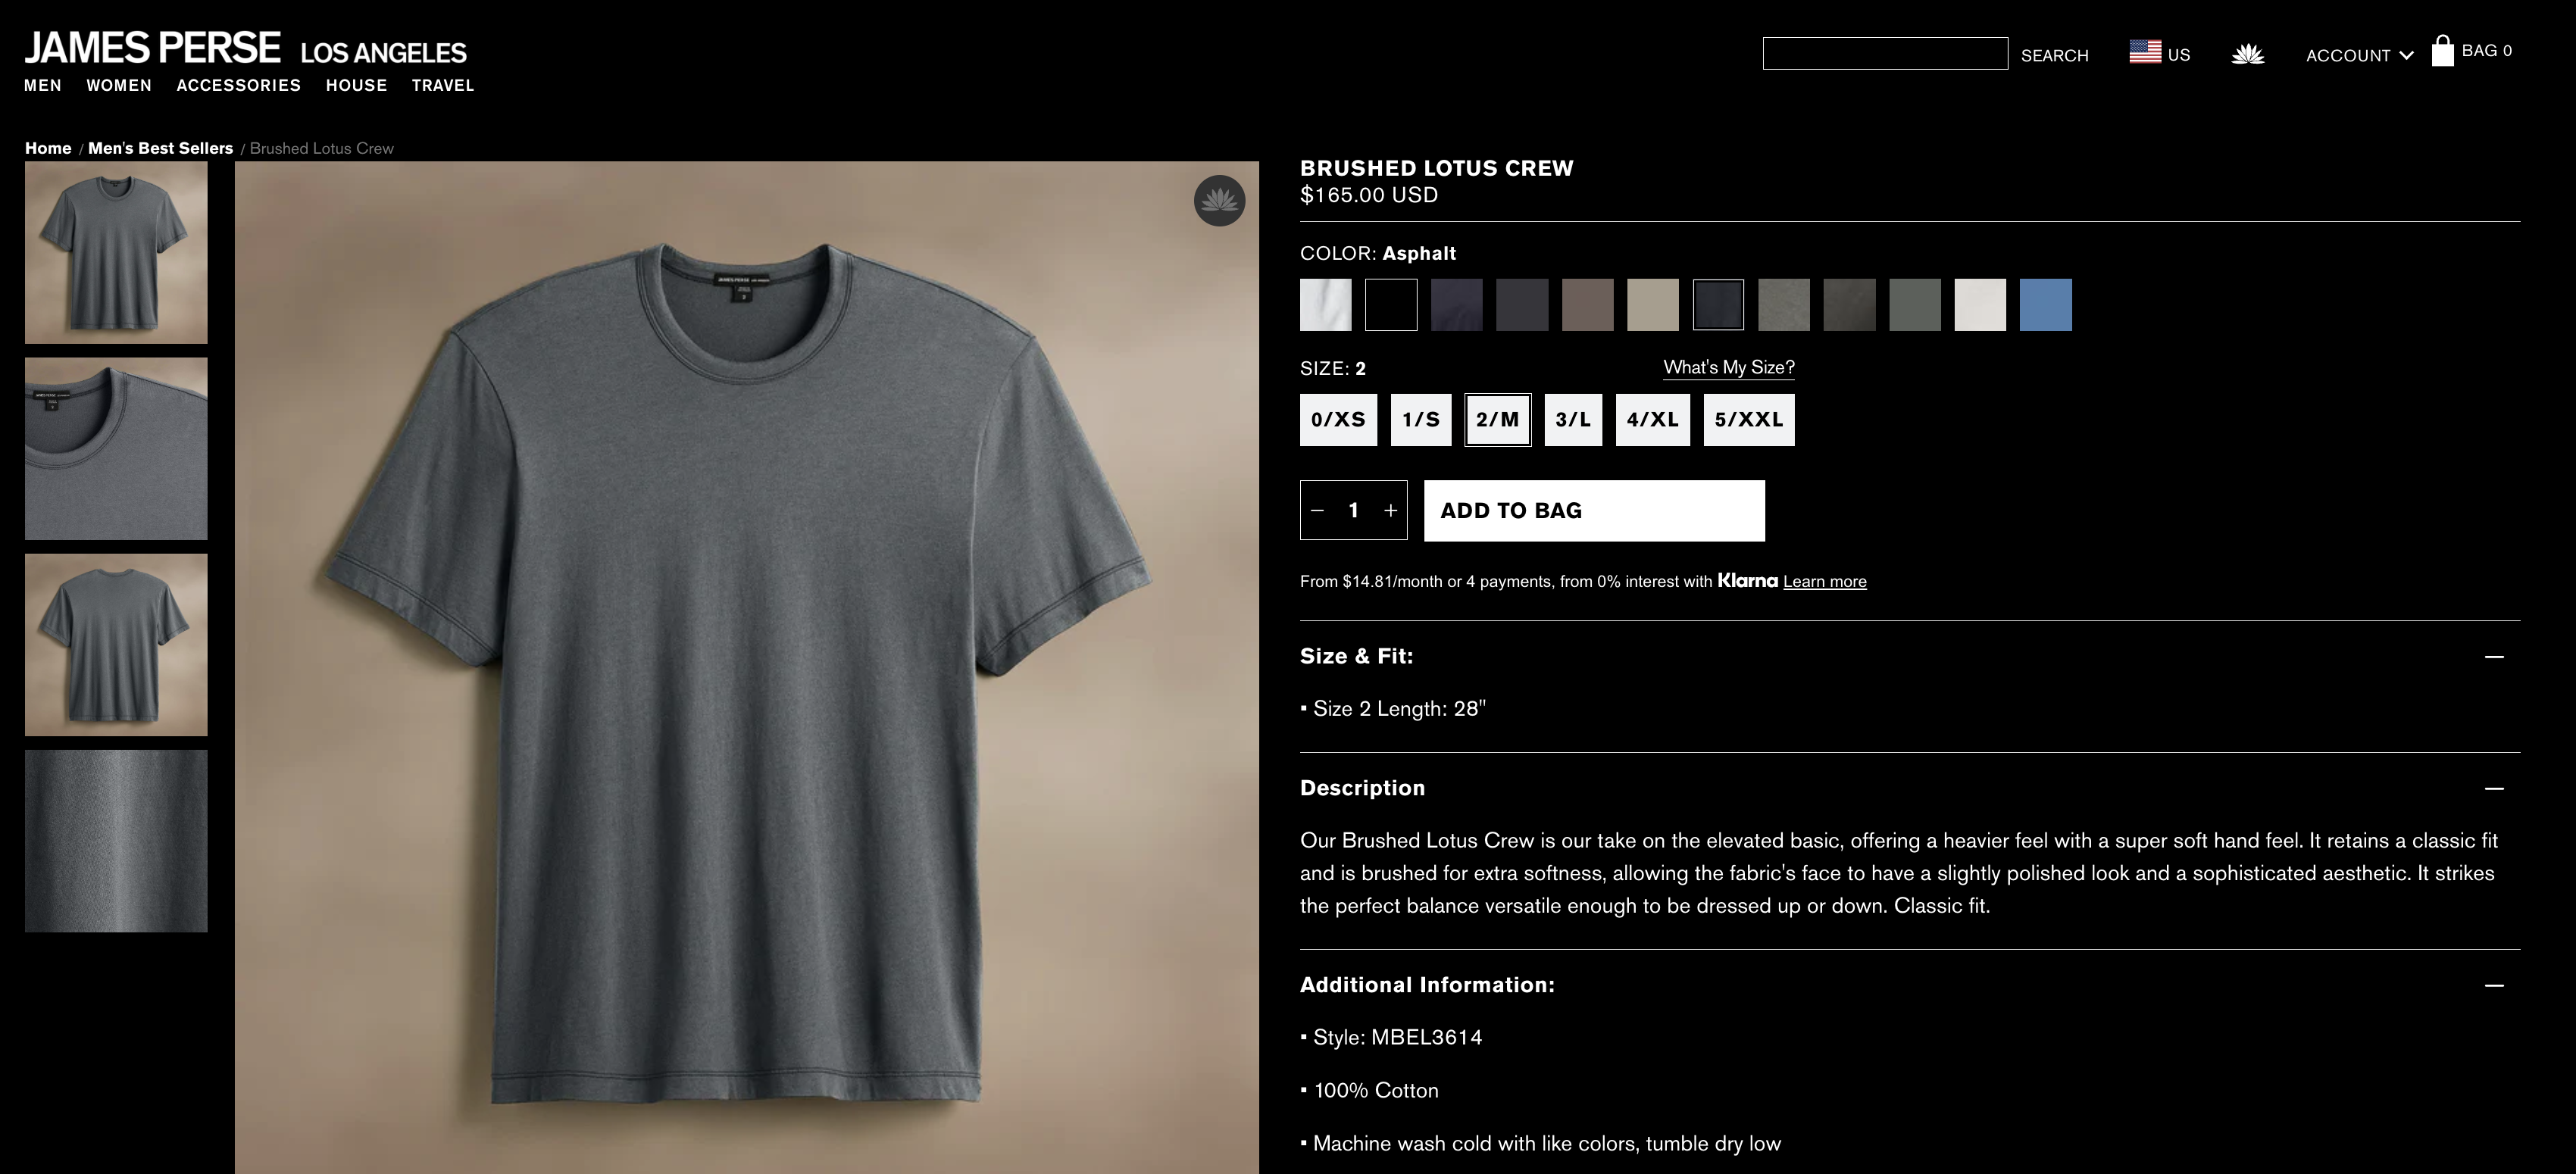 JAMES PERSE LOS ANGELES
SEARCH
US
ACCOUNT
BAG 0
MEN WOMEN ACCESSORIES HOUSE TRAVEL
Home / Men's Best Sellers / Brushed Lotus Crew
JAMES PERSE
2
BRUSHED LOTUS CREW
$165.00 USD
COLOR: Asphalt
SIZE: 2
What's My Size?
0/XS 1/S 2/M 3/L 4/XL 5/XXL
− 1 +
ADD TO BAG
From $14.81/month or 4 payments, from 0% interest with Klarna Learn more
Size & Fit:
▪ Size 2 Length: 28"
Description
Our Brushed Lotus Crew is our take on the elevated basic, offering a heavier feel with a super soft hand feel. It retains a classic fit
and is brushed for extra softness, allowing the fabric's face to have a slightly polished look and a sophisticated aesthetic. It strikes
the perfect balance versatile enough to be dressed up or down. Classic fit.
Additional Information:
▪ Style: MBEL3614
▪ 100% Cotton
▪ Machine wash cold with like colors, tumble dry low